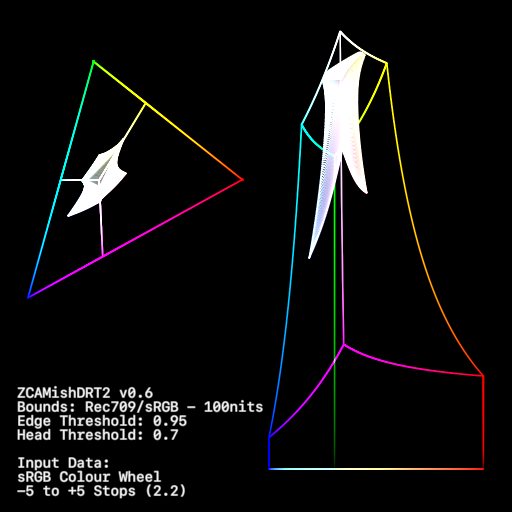 ZCAMishDRT2 v0.6
Bounds: Rec709/sRGB - 100nits
Edge Threshold: 0.95
Head Threshold: 0.7
Input Data:
sRGB Colour Wheel
-5 to +5 Stops (2.2)